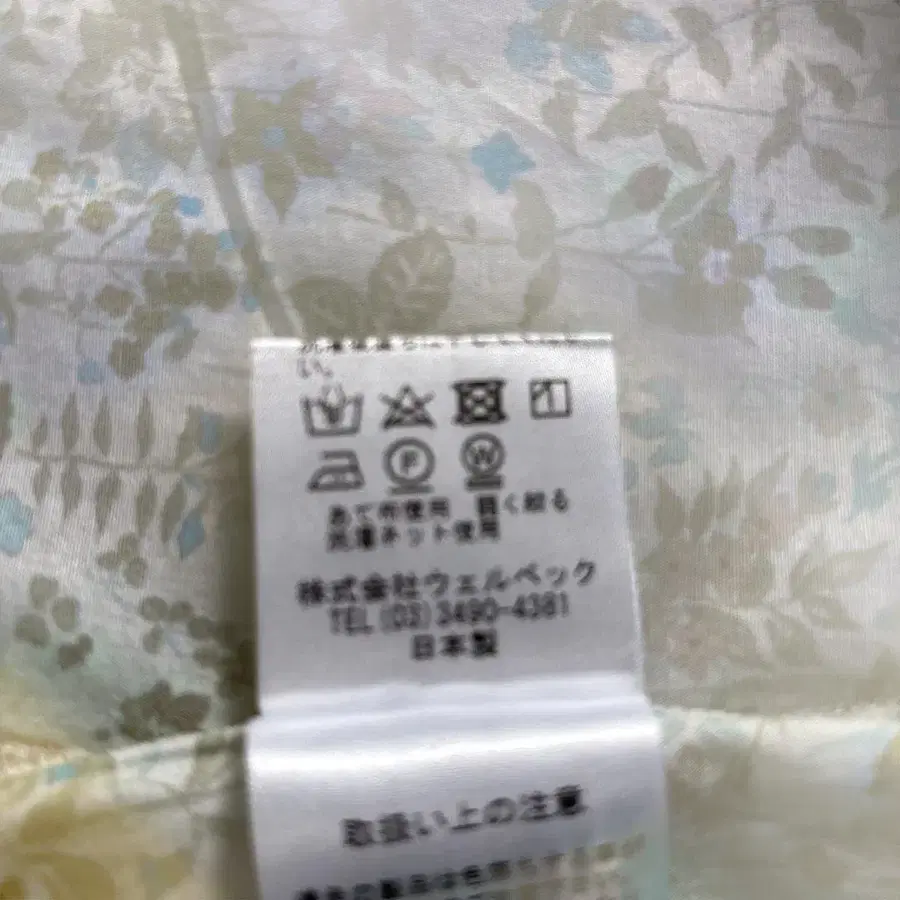 い。
P W
あて布使用 弱く絞る
洗濯ネット使用
株式会社ウェルベック
TEL (03) 3490-4381
日本製
取扱い上の注意